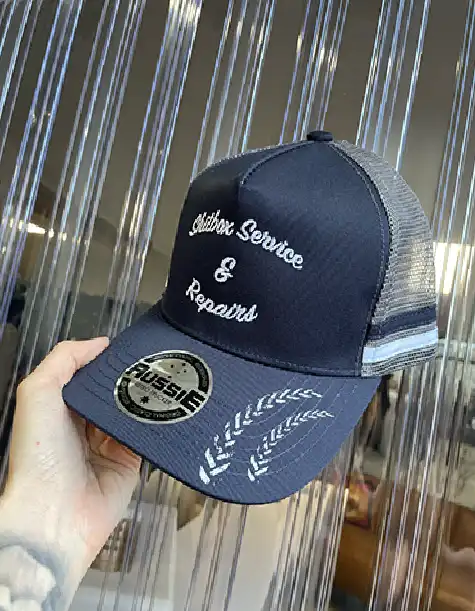 Shitbox Service
&
Repairs
AUSSIE